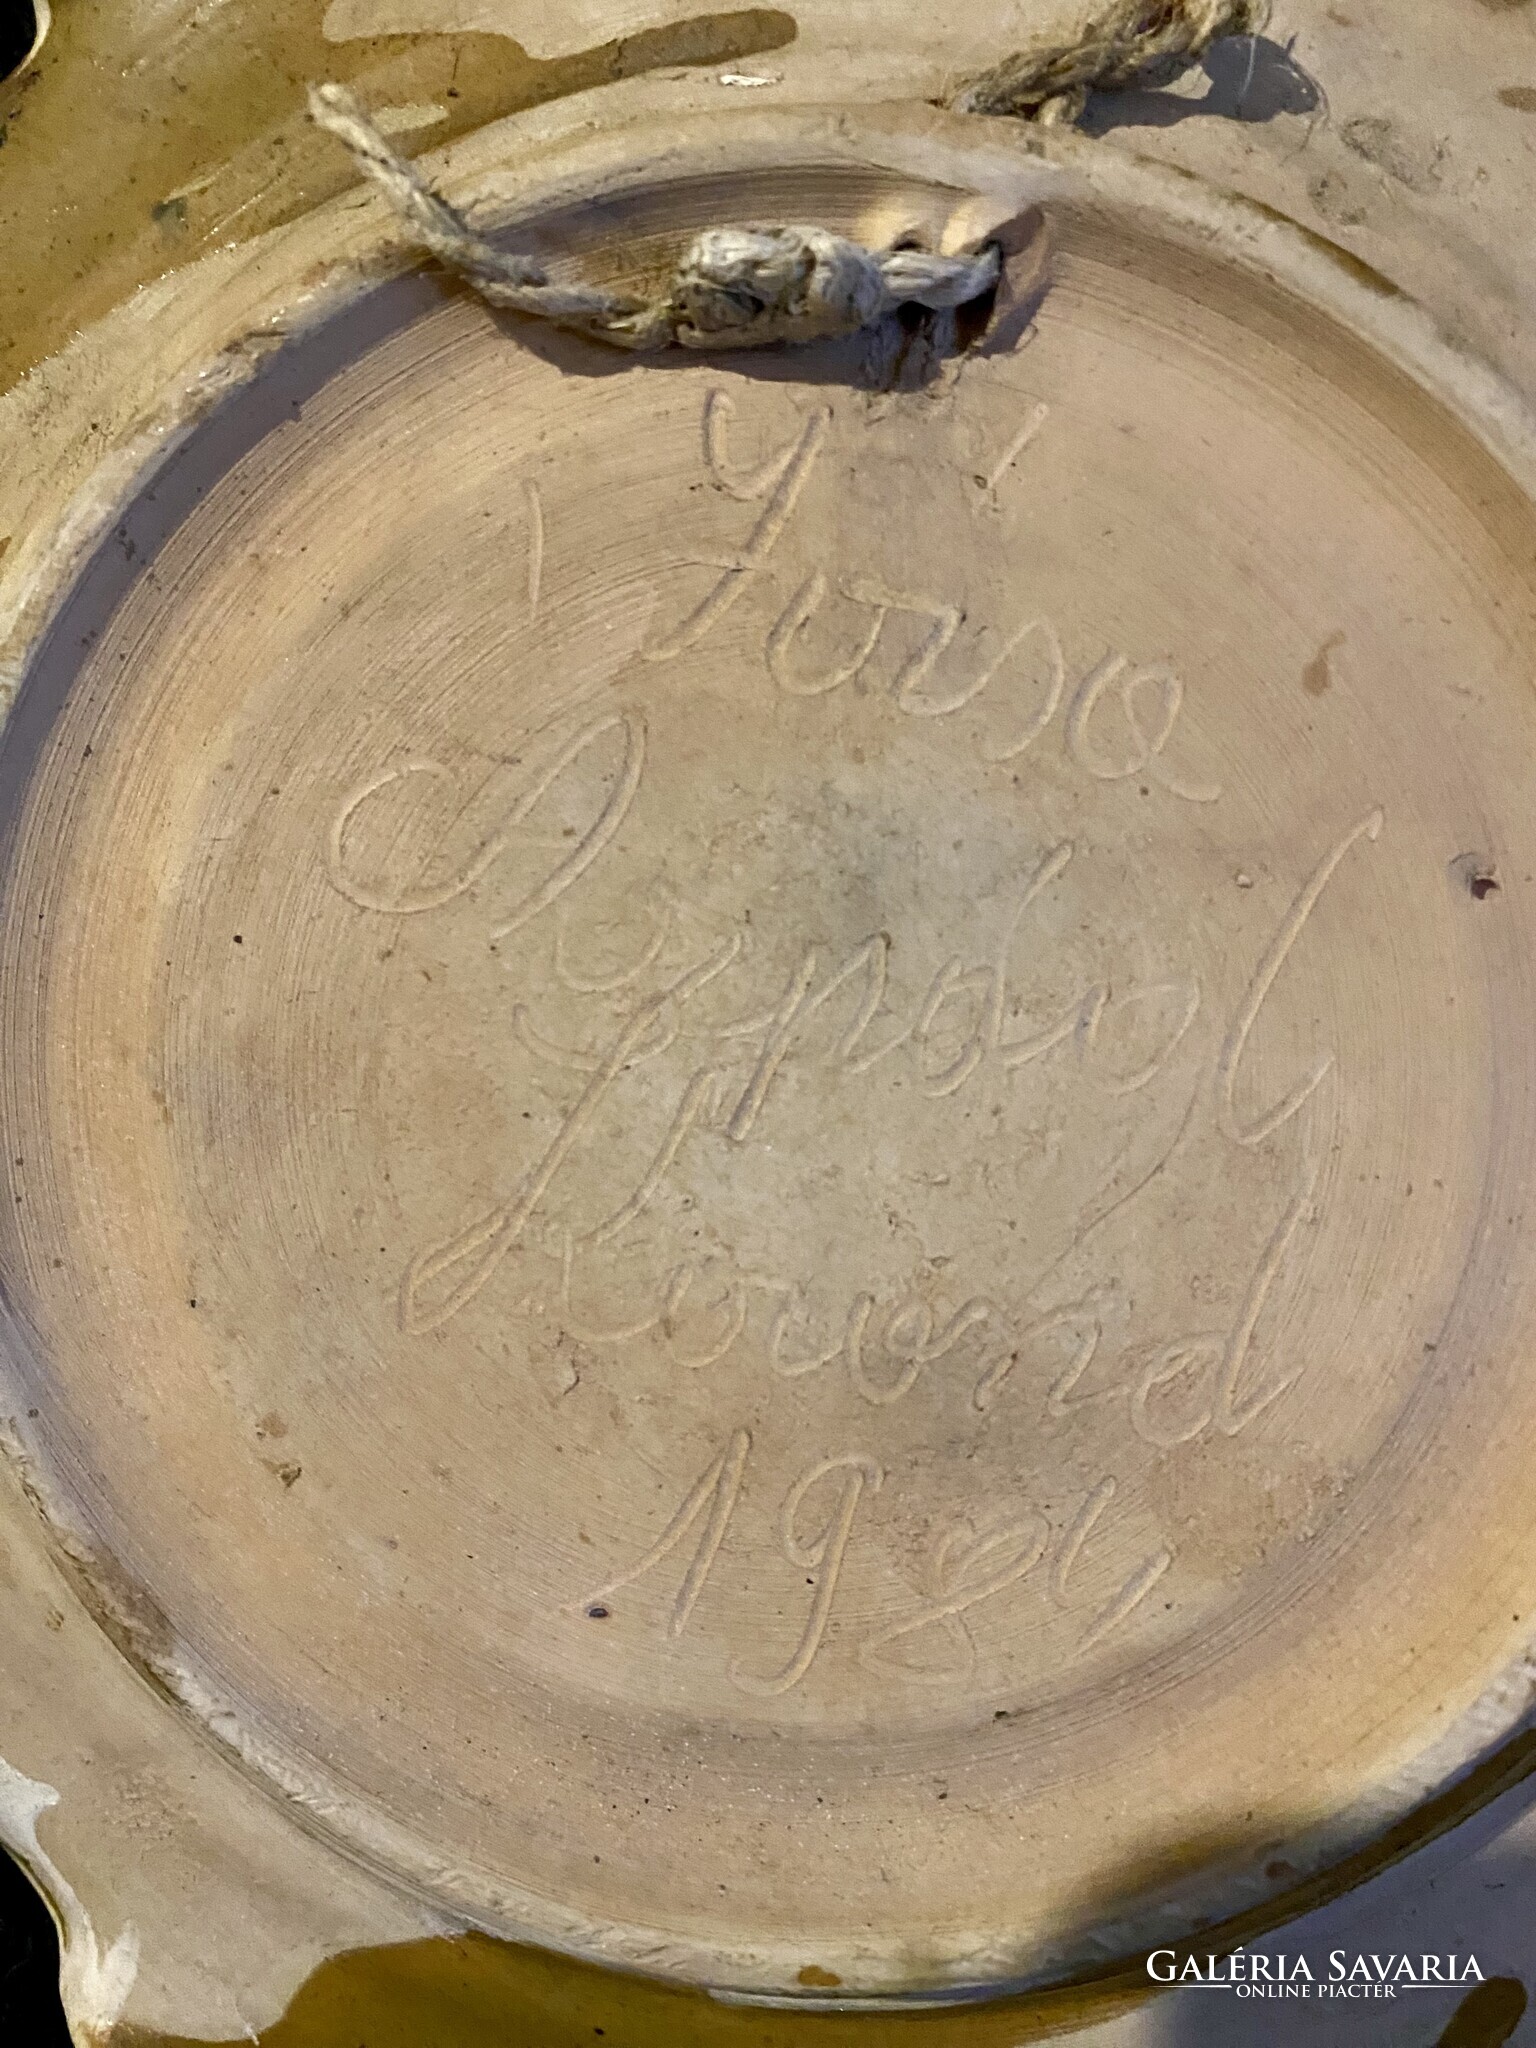 Józsa
Árpád
Korond
1984
GALÉRIA SAVARIA
ONLINE PIACTÉR